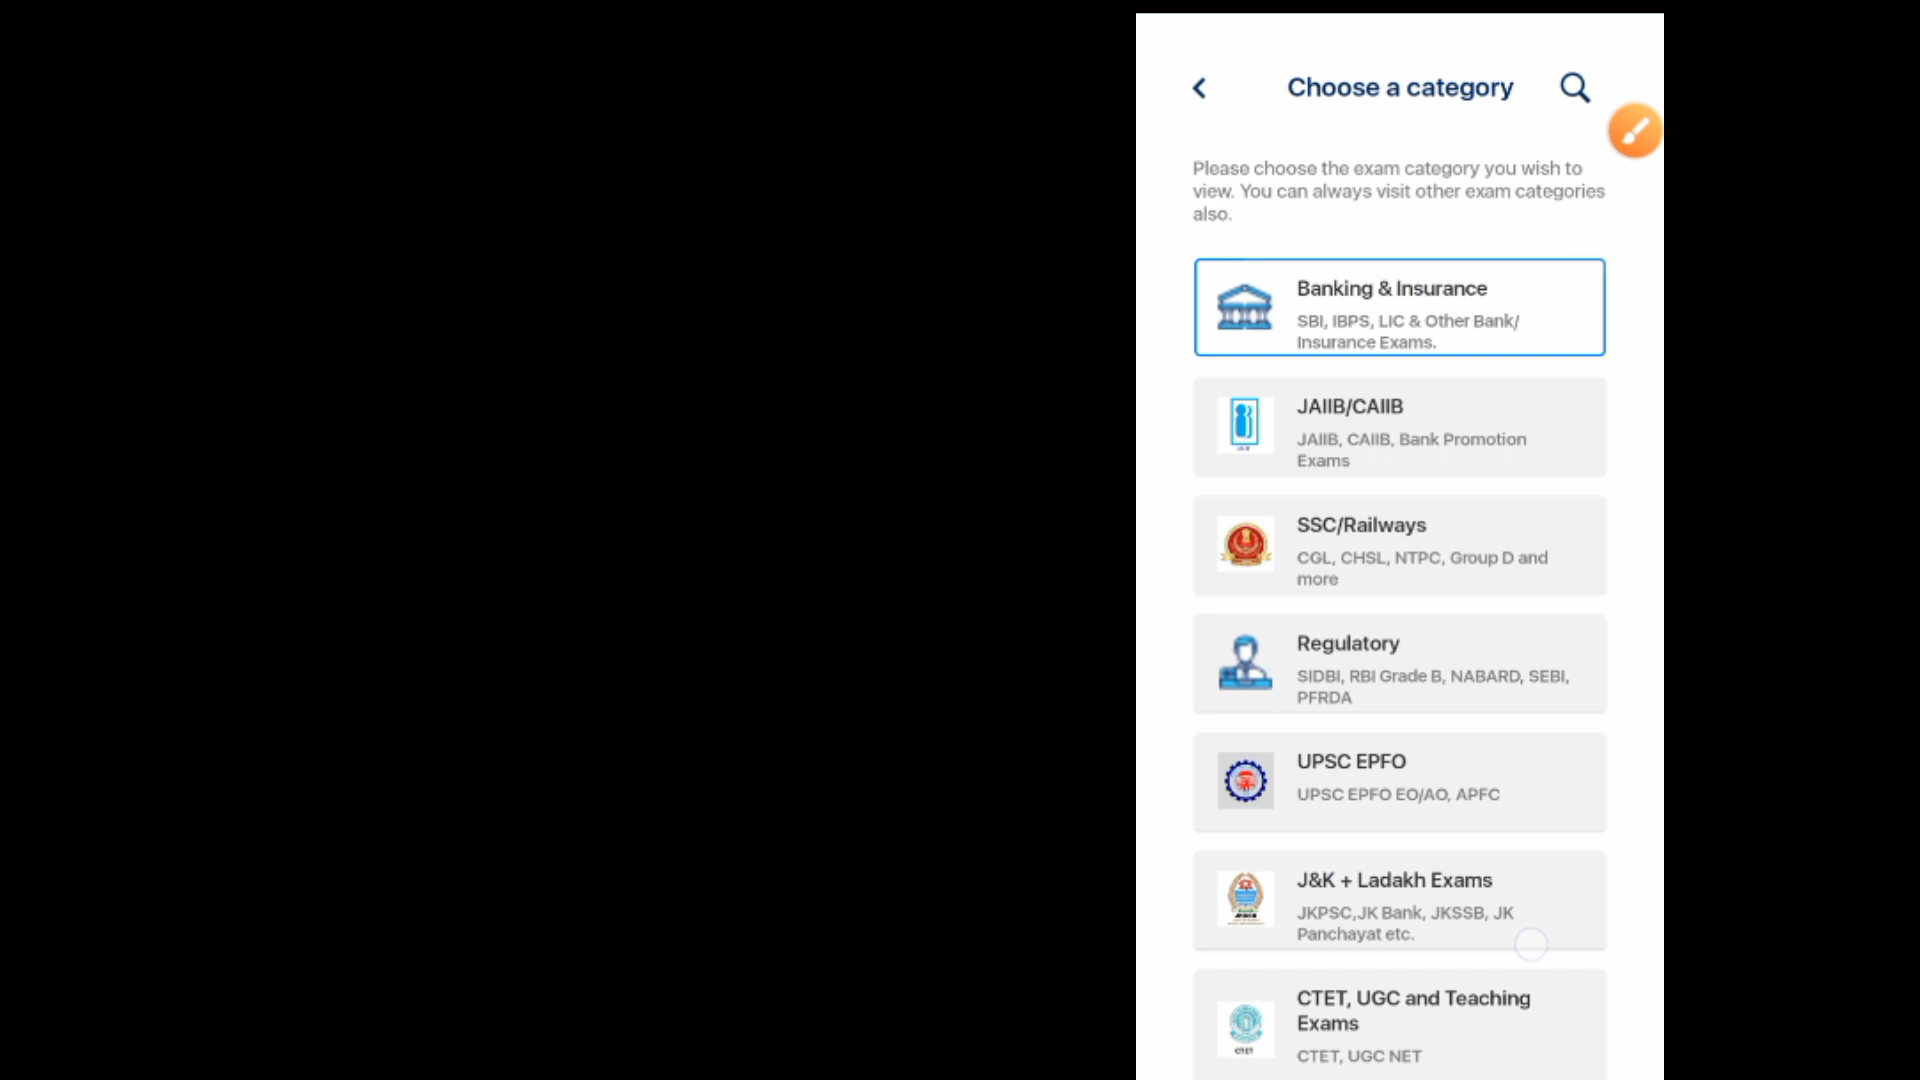 Choose a category
Please choose the exam category you wish to
view. You can always visit other exam categories
also.
Banking & Insurance
SBI, IBPS, LIC & Other Bank/
Insurance Exams.
JAIIB/CAIIB
JAIIB, CAIIB, Bank Promotion
Exams
SSC/Railways
CGL, CHSL, NTPC, Group D and
more
Regulatory
SIDBI, RBI Grade B, NABARD, SEBI,
PFRDA
UPSC EPFO
UPSC EPFO EO/AO, APFC
J&K + Ladakh Exams
JKPSC,JK Bank, JKSSB, JK
Panchayat etc.
CTET, UGC and Teaching
Exams
CTET
CTET, UGC NET